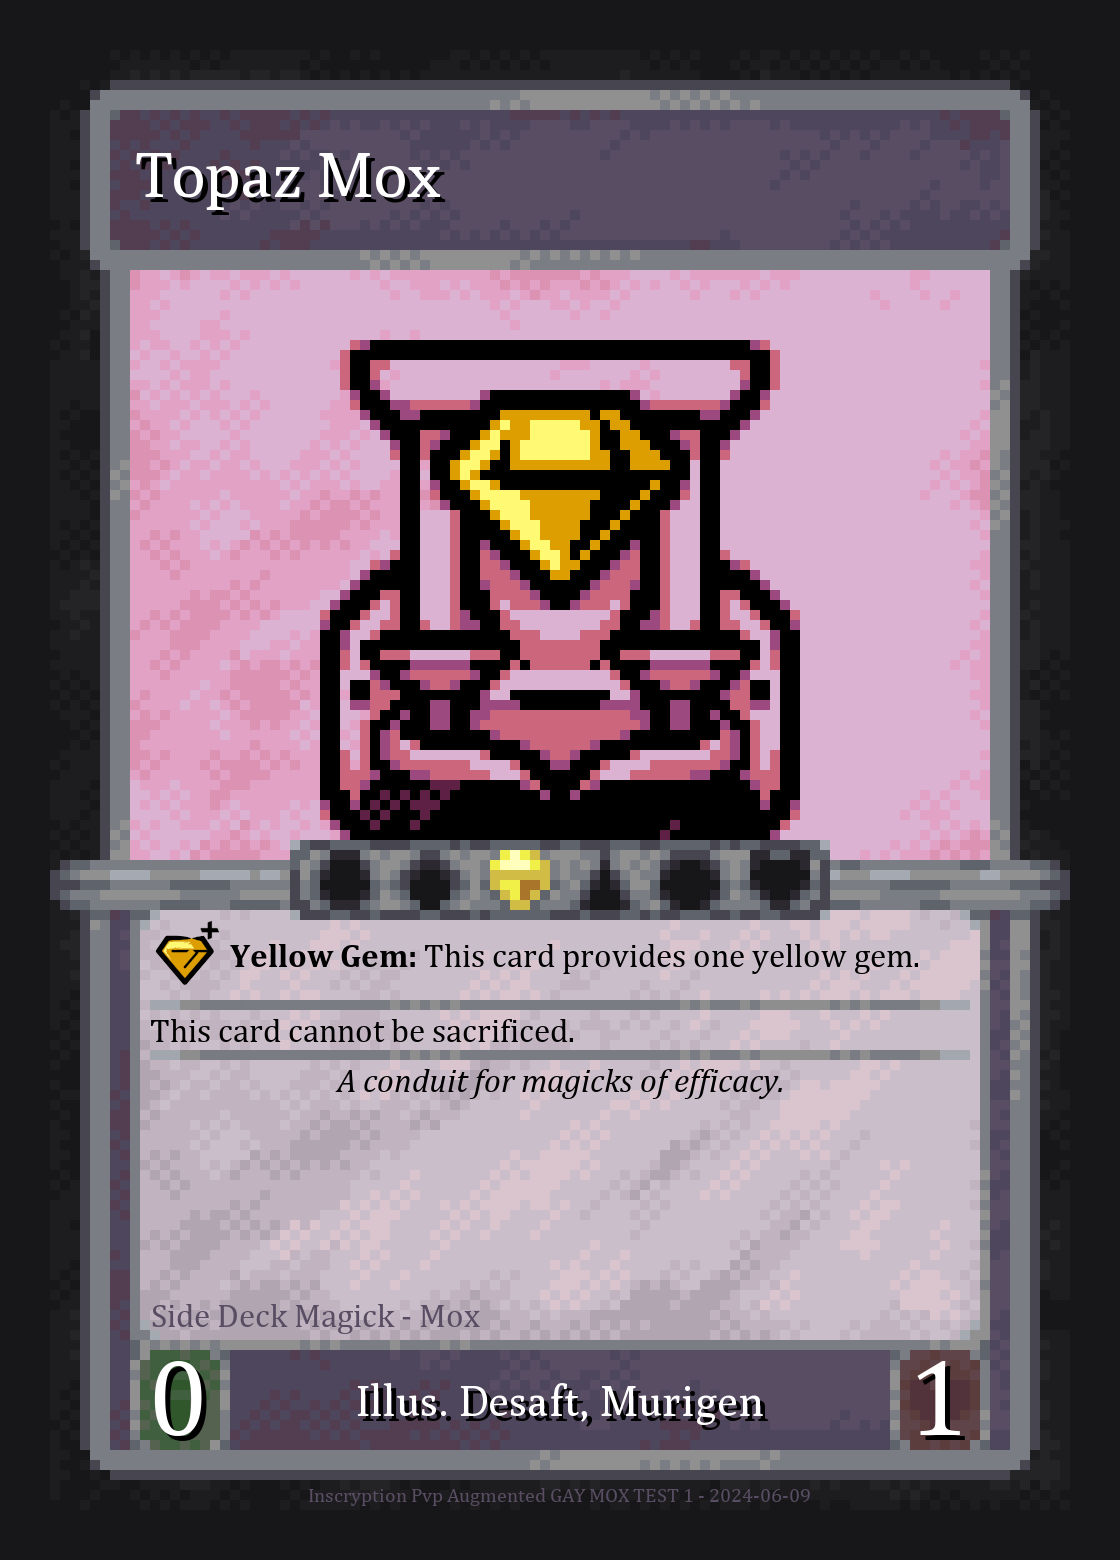 Topaz Mox
Yellow Gem: This card provides one yellow gem.
This card cannot be sacrificed.
A conduit for magicks of efficacy.
Side Deck Magick - Mox
0
Illus. Desaft, Murigen
1
Inscryption Pvp Augmented GAY MOX TEST 1 - 2024-06-09